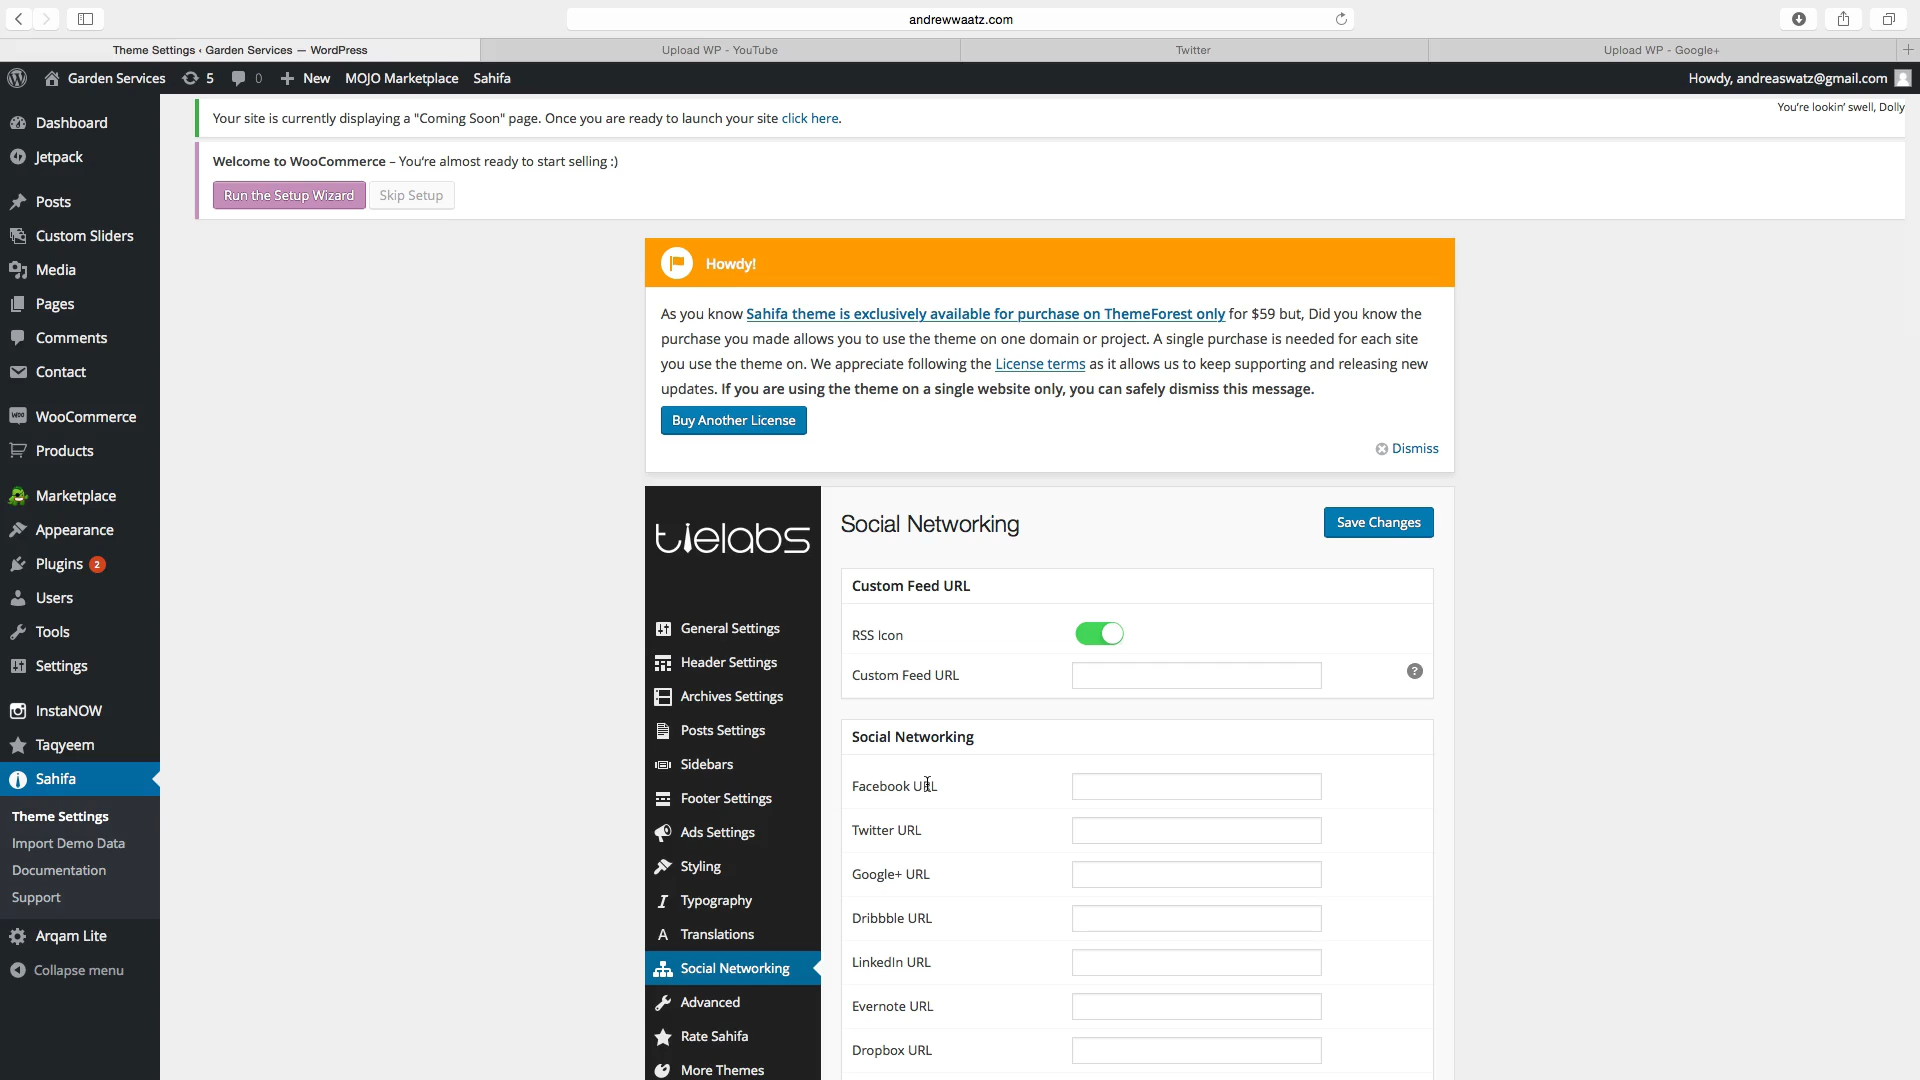 andrewwaatz.com
Theme Settings ‹ Garden Services — WordPress
Upload WP - YouTube
Twitter
Upload WP - Google+
Garden Services
5
0
New
MOJO Marketplace
Sahifa
Howdy, andreaswatz@gmail.com
Dashboard
Jetpack
Posts
Custom Sliders
Media
Pages
Comments
Contact
WooCommerce
Products
Marketplace
Appearance
Plugins 2
Users
Tools
Settings
InstaNOW
Taqyeem
Sahifa
Theme Settings
Import Demo Data
Documentation
Support
Arqam Lite
Collapse menu
You're lookin' swell, Dolly
Your site is currently displaying a "Coming Soon" page. Once you are ready to launch your site click here.
Welcome to WooCommerce – You're almost ready to start selling :)
Run the Setup Wizard
Skip Setup
Howdy!
As you know Sahifa theme is exclusively available for purchase on ThemeForest only for $59 but, Did you know the
purchase you made allows you to use the theme on one domain or project. A single purchase is needed for each site
you use the theme on. We appreciate following the License terms as it allows us to keep supporting and releasing new
updates. If you are using the theme on a single website only, you can safely dismiss this message.
Buy Another License
Dismiss
tielabs
General Settings
Header Settings
Archives Settings
Posts Settings
Sidebars
Footer Settings
Ads Settings
Styling
Typography
Translations
Social Networking
Advanced
Rate Sahifa
More Themes
Social Networking
Save Changes
Custom Feed URL
RSS Icon
Custom Feed URL
?
Social Networking
Facebook URL
Twitter URL
Google+ URL
Dribbble URL
LinkedIn URL
Evernote URL
Dropbox URL